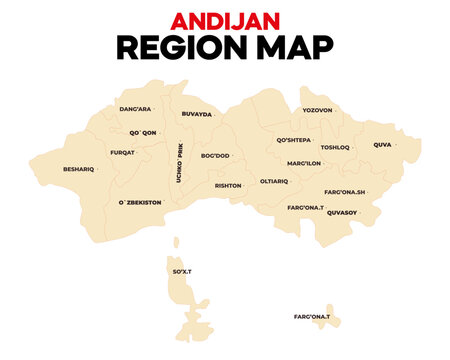 ANDIJAN
REGION MAP
DANG'ARA
BUVAYDA
YOZOVON
QO`QON
QO'SHTEPA
TOSHLOQ
QUVA
FURQAT
UCHKO`PRIK
BOG'DOD
MARG'ILON
BESHARIQ
RISHTON
OLTIARIQ
FARG'ONA.SH
O`ZBEKISTON
FARG'ONA.T
QUVASOY
SO'X.T
FARG'ONA.T